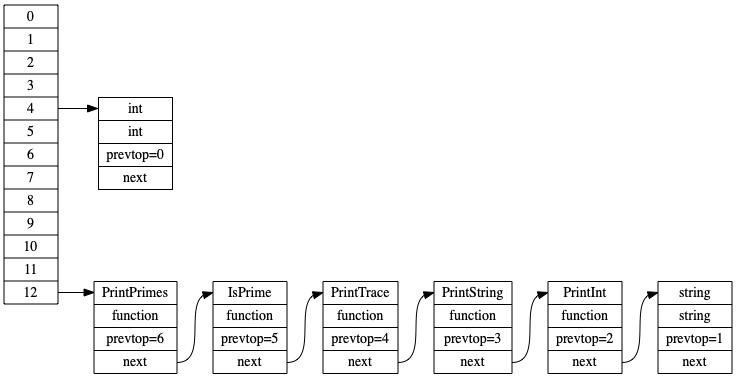 0
1
2
3
4
5
6
7
8
9
10
11
12
int
int
prevtop=0
next
PrintPrimes
function
prevtop=6
next
IsPrime
function
prevtop=5
next
PrintTrace
function
prevtop=4
next
PrintString
function
prevtop=3
next
PrintInt
function
prevtop=2
next
string
string
prevtop=1
next